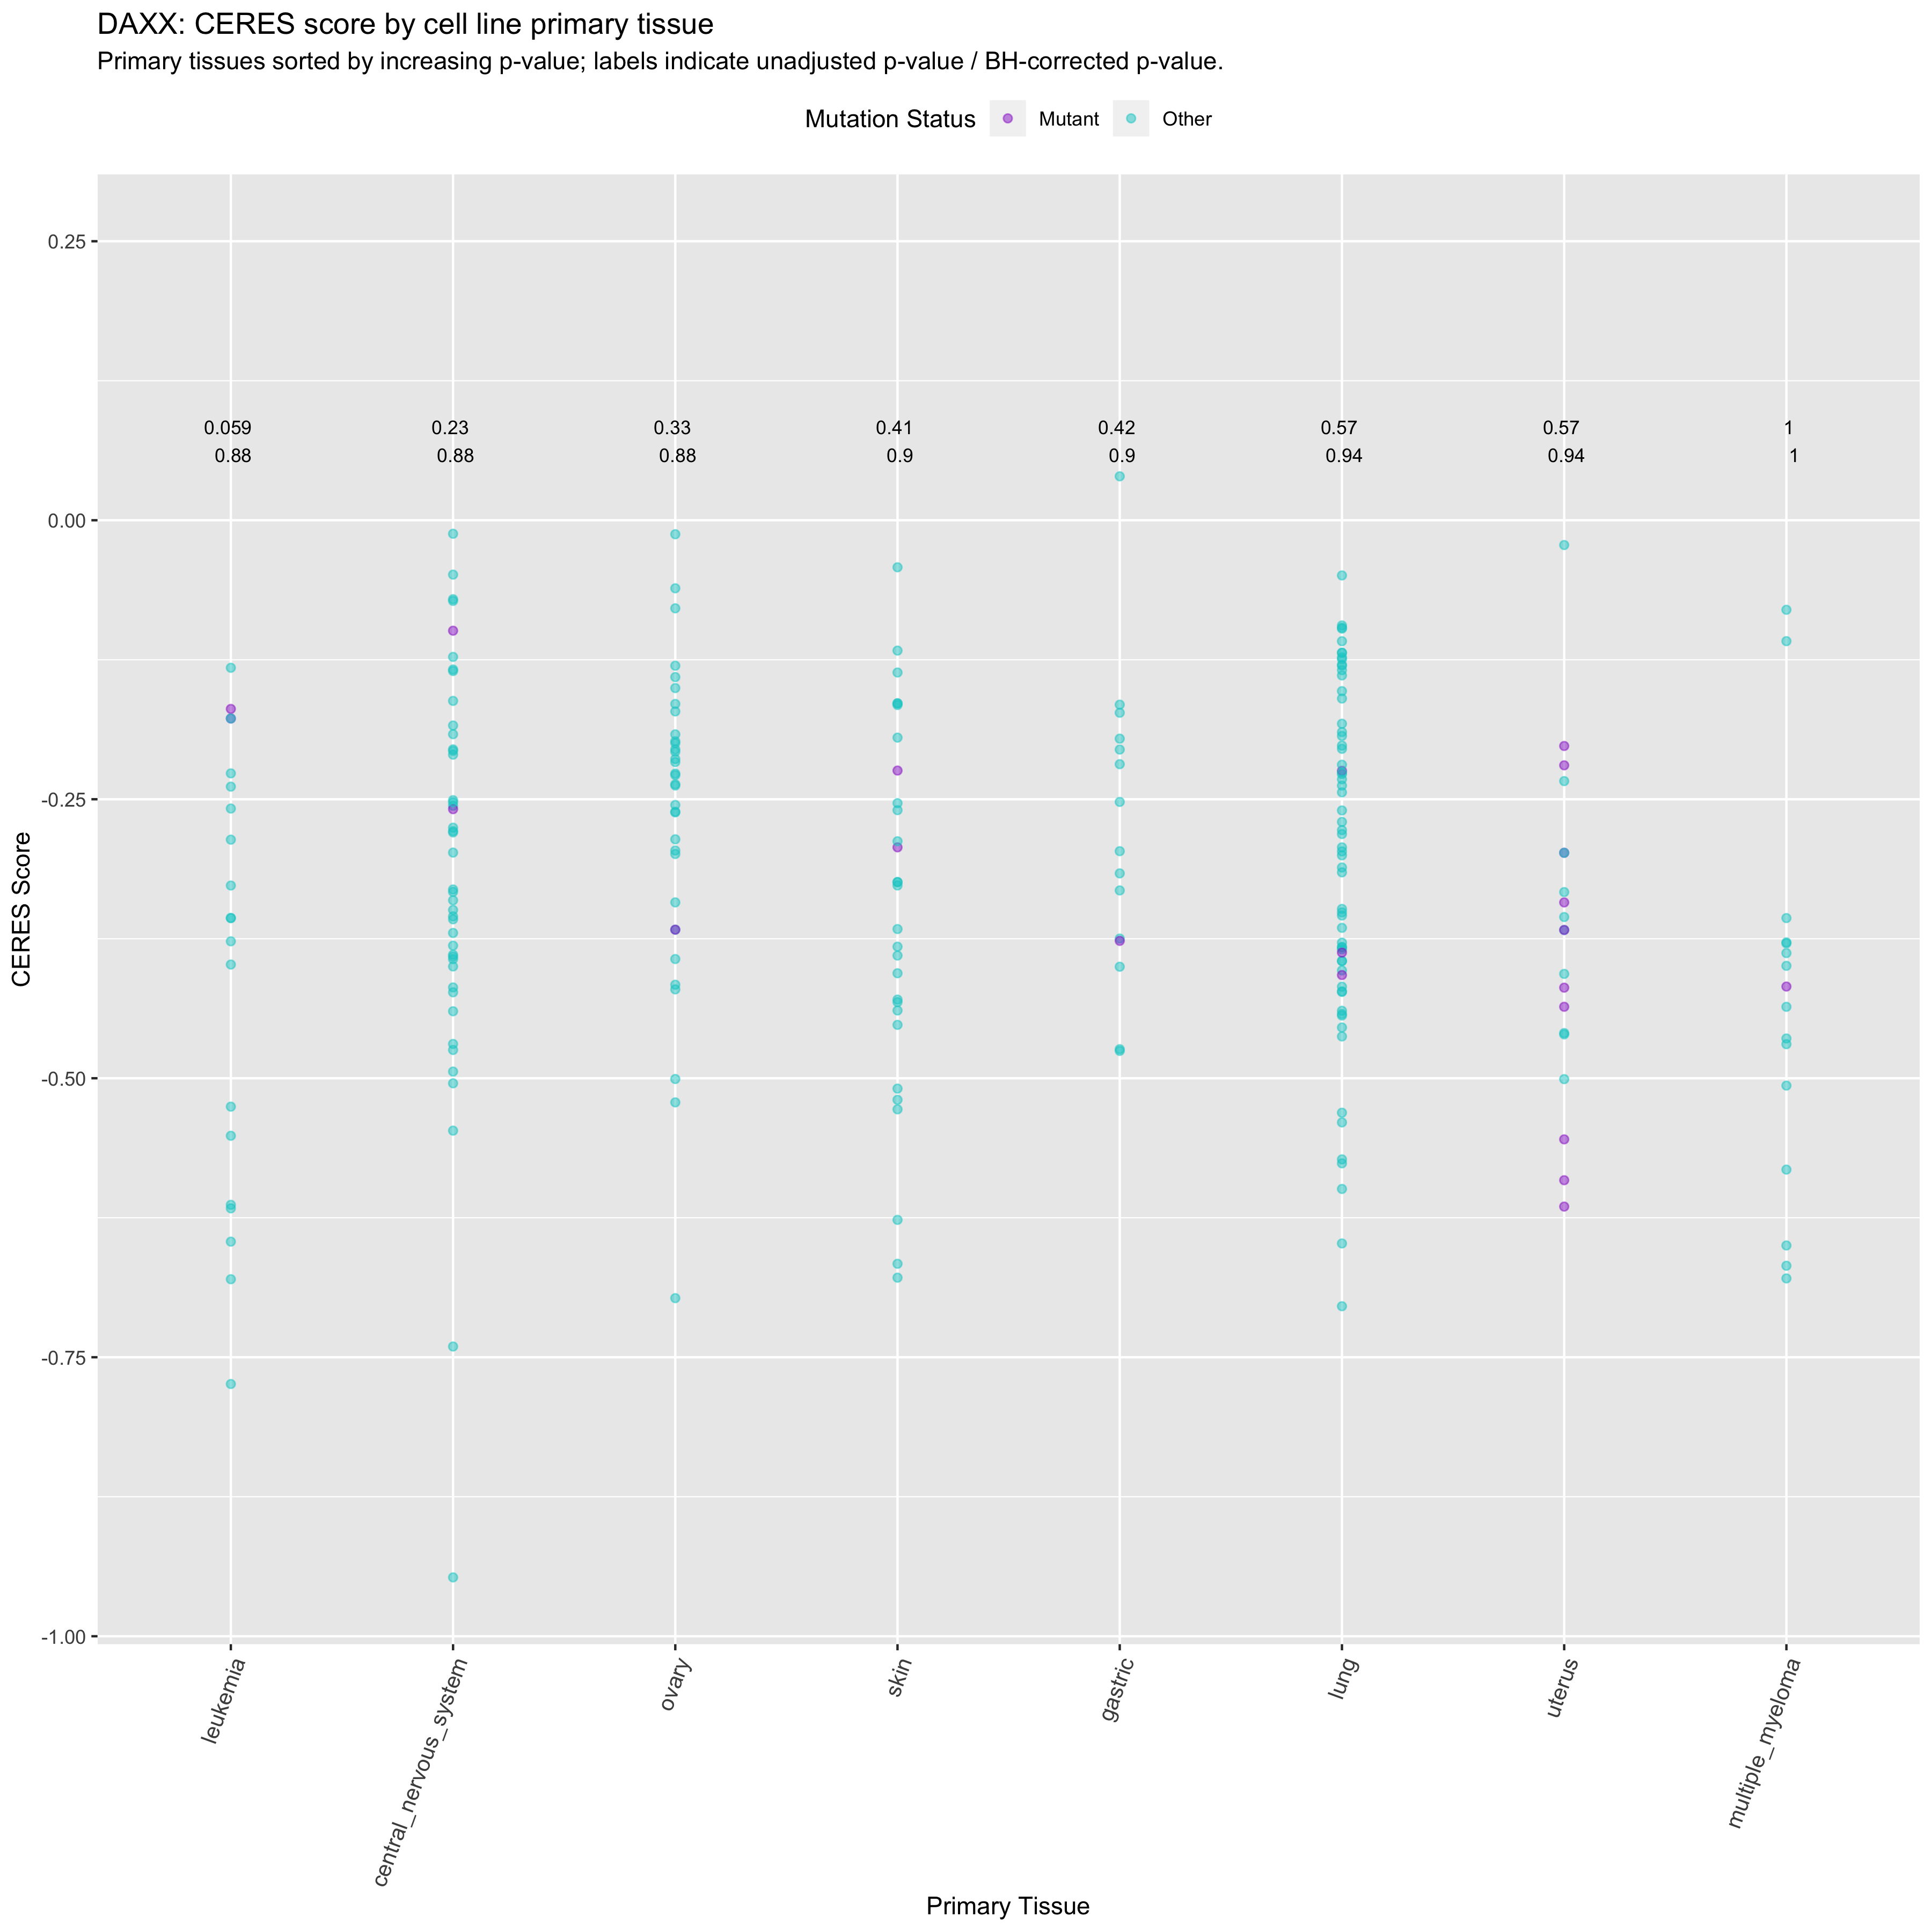 DAXX: CERES score by cell line primary tissue
Primary tissues sorted by increasing p-value; labels indicate unadjusted p-value / BH-corrected p-value.
Mutation Status Mutant Other
0.25
0.059 0.23 0.33 0.41 0.42 0.57 0.57 1
0.88 0.88 0.88 0.9 0.9 0.94 0.94 1
0.00
-0.25
CERES Score
-0.50
-0.75
-1.00
leukemia
central_nervous_system
ovary
skin
gastric
lung
uterus
multiple_myeloma
Primary Tissue